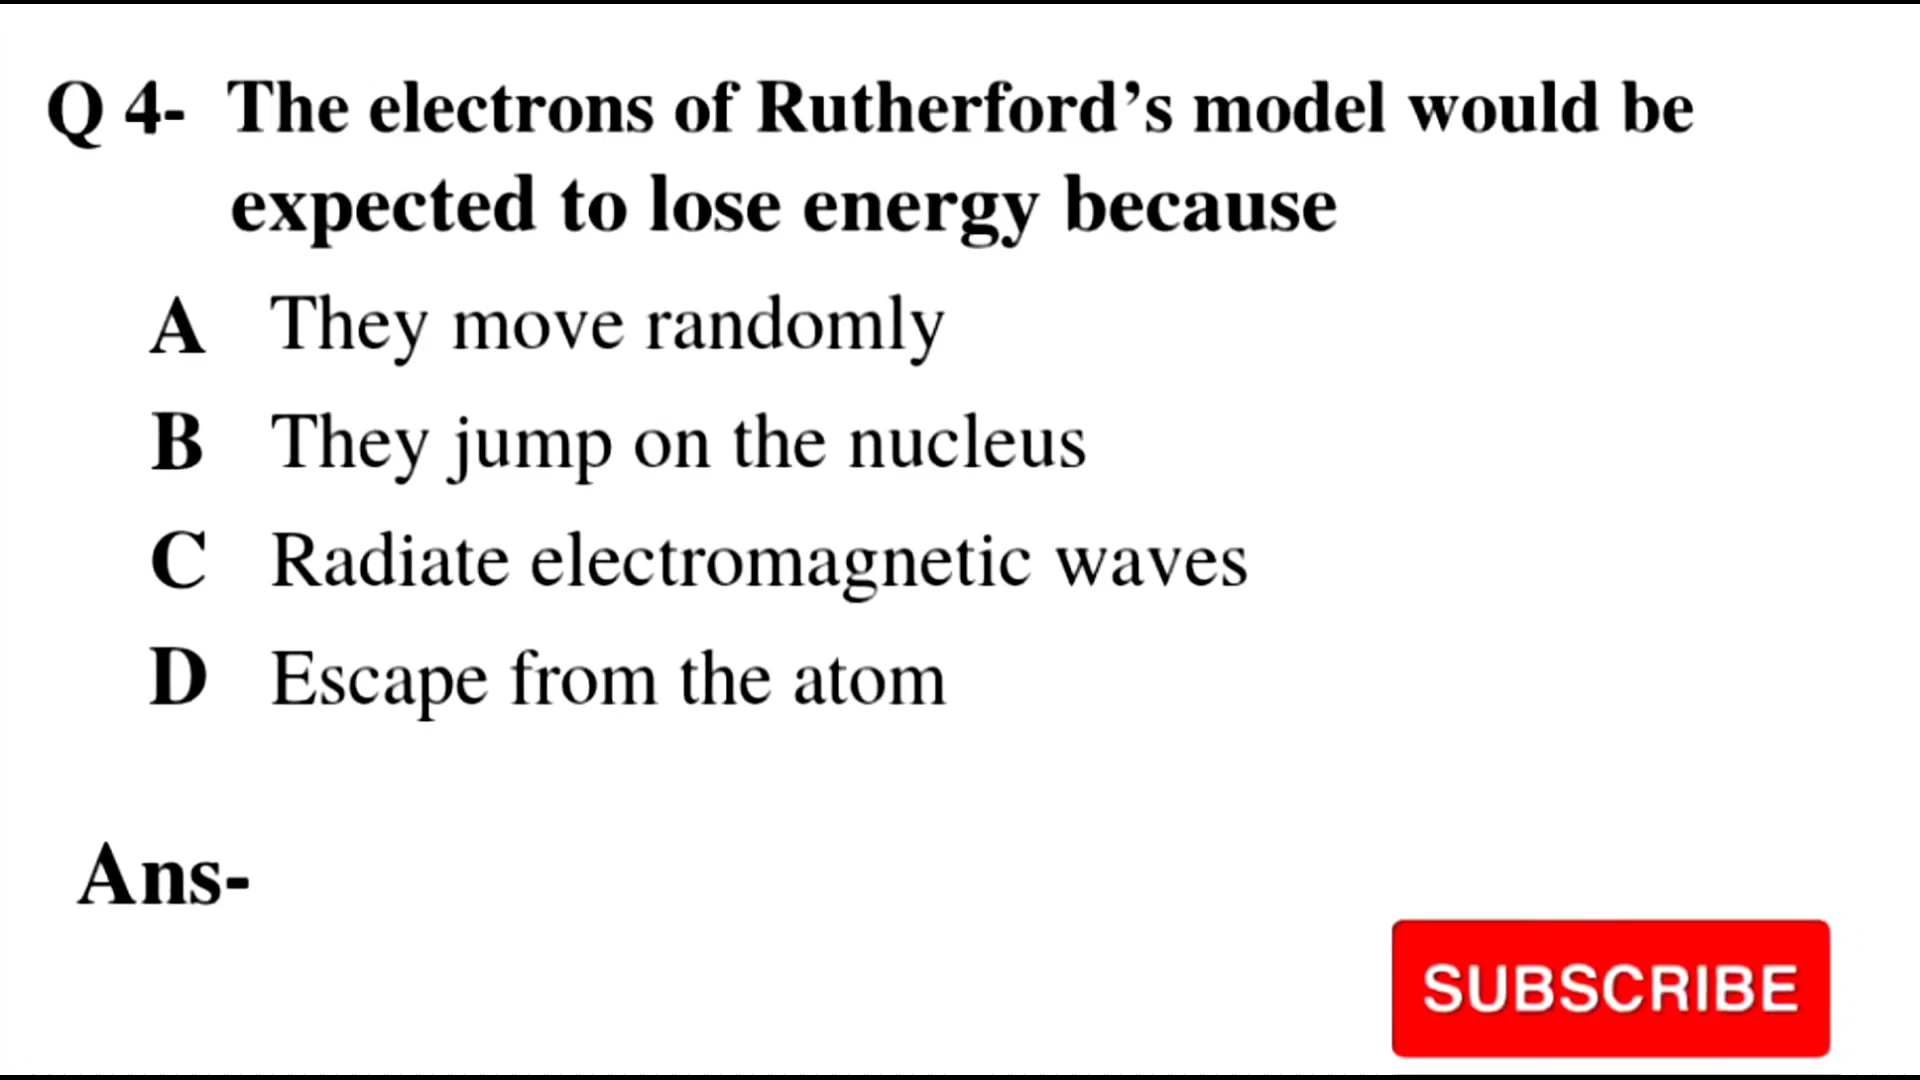 Q 4- The electrons of Rutherford’s model would be
expected to lose energy because
A They move randomly
B They jump on the nucleus
C Radiate electromagnetic waves
D Escape from the atom
Ans-
SUBSCRIBE